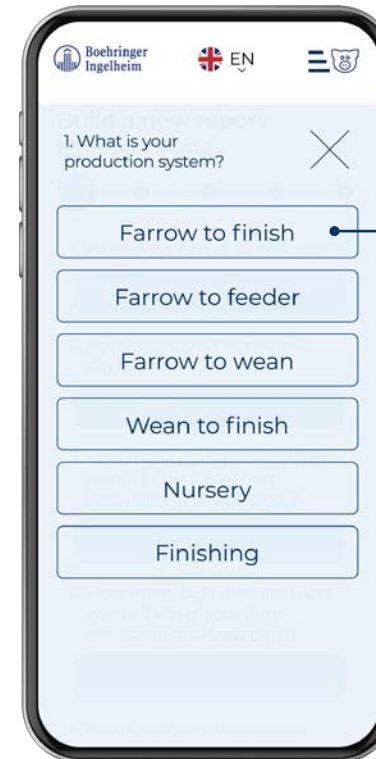 Boehringer
Ingelheim
EN
Build a new report
1. What is your
production system?
Farrow to finish
Farrow to feeder
Farrow to wean
Wean to finish
Nursery
Finishing